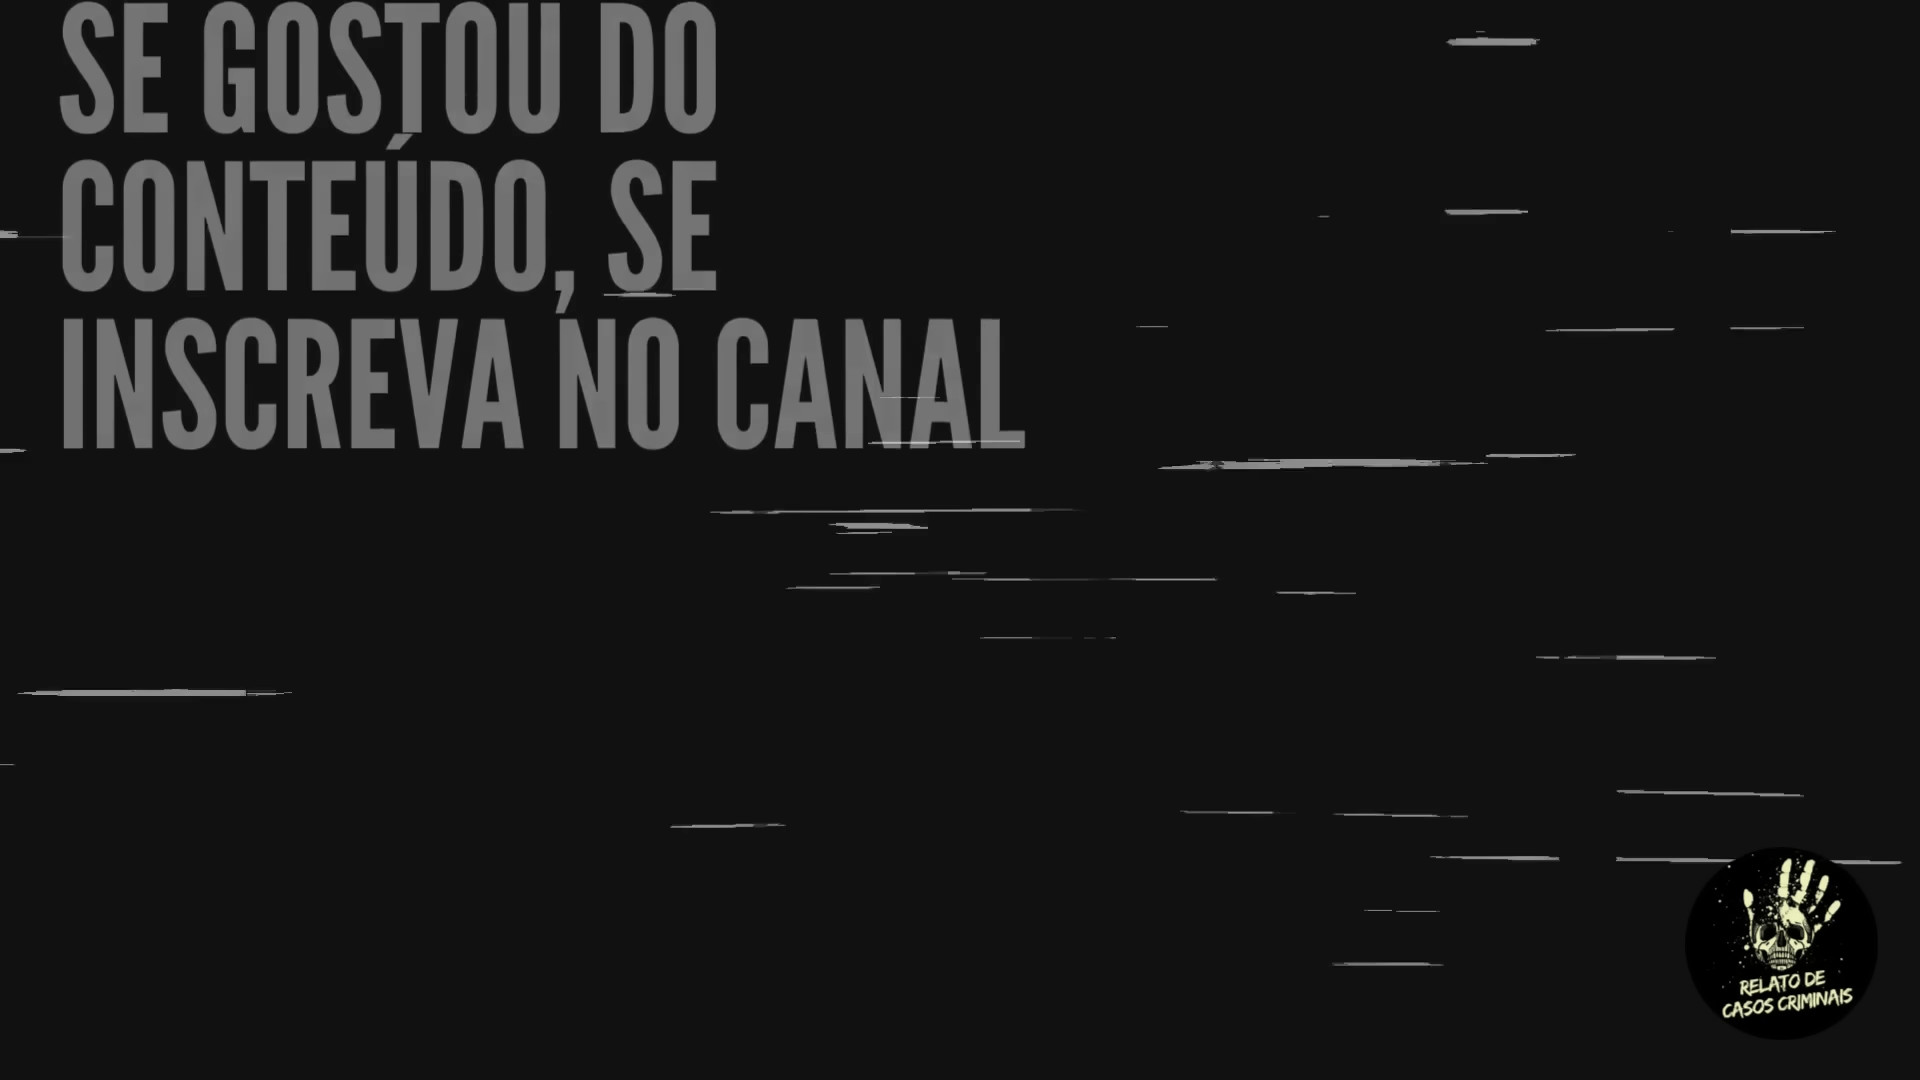 SE GOSTOU DO
CONTEÚDO, SE
INSCREVA NO CANAL
RELATO DE
CASOS CRIMINAIS